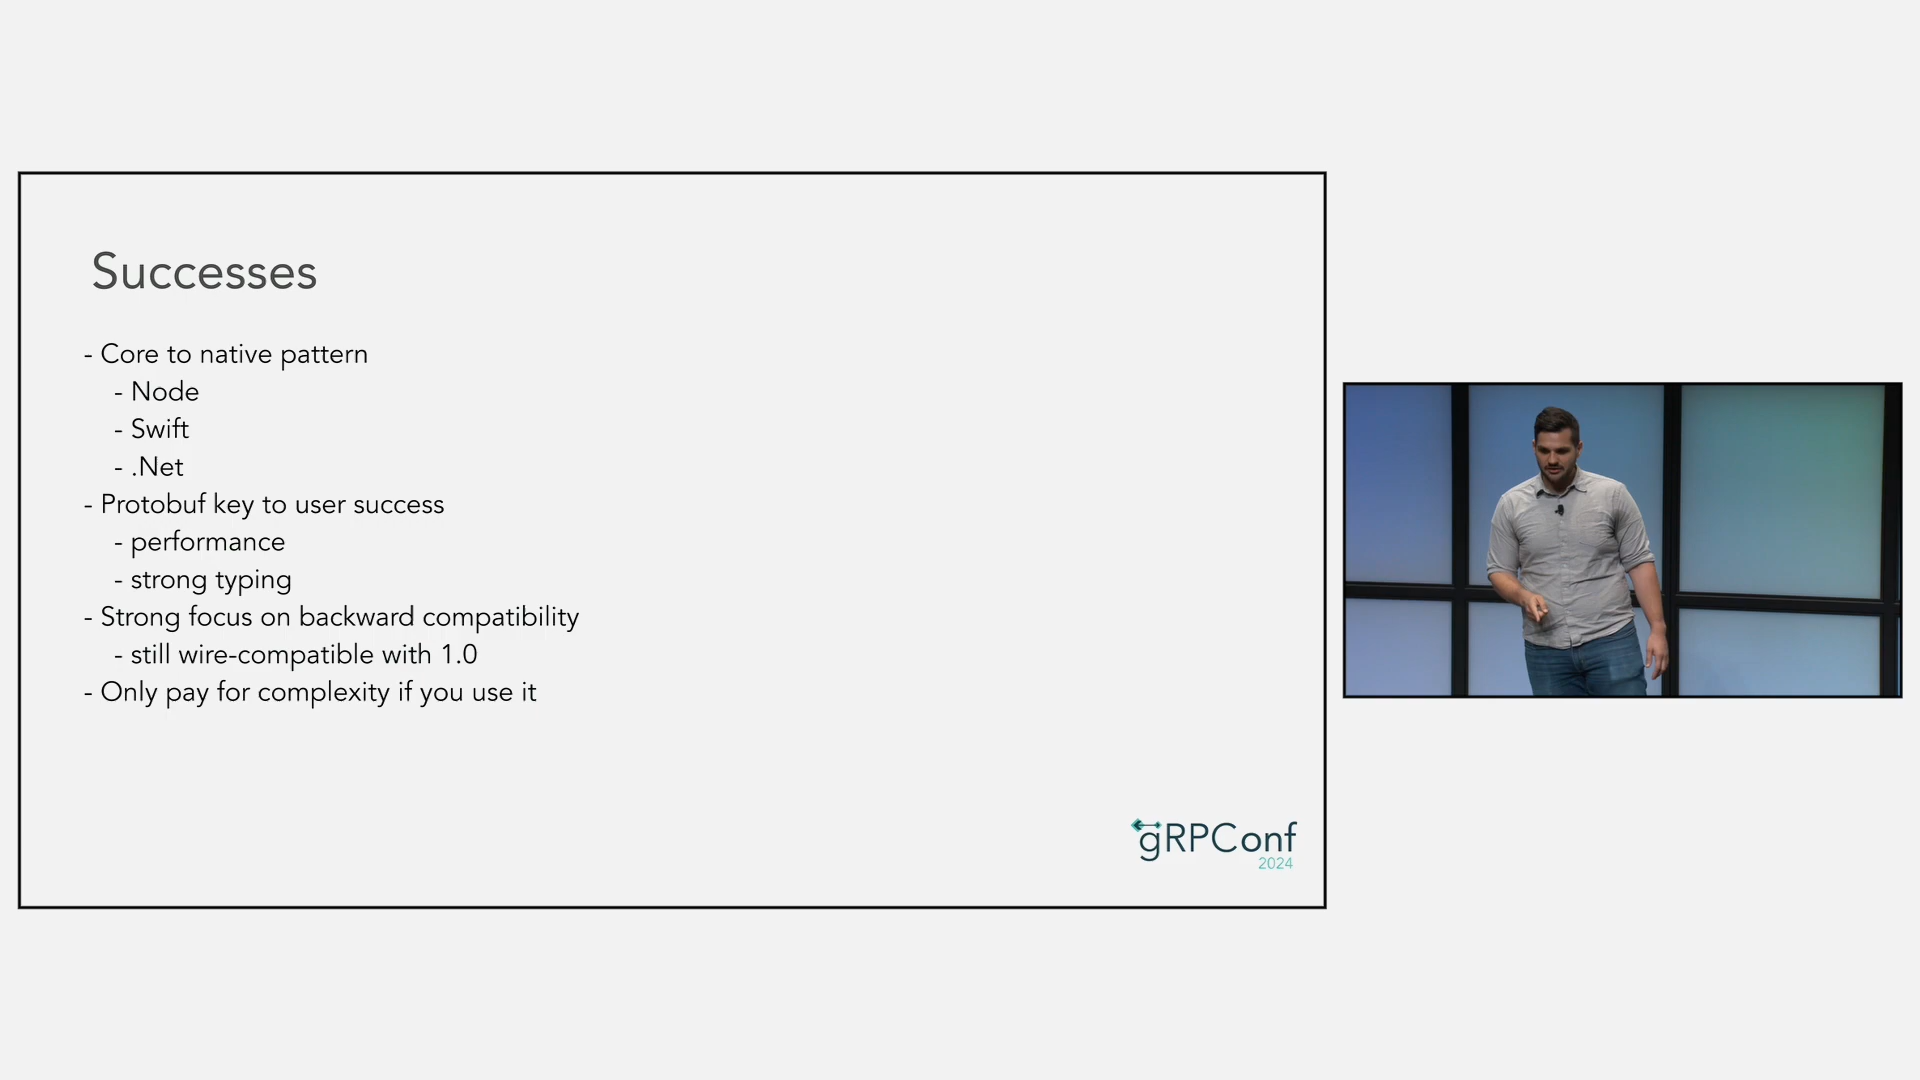 Successes
- Core to native pattern
- Node
- Swift
- .Net
- Protobuf key to user success
- performance
- strong typing
- Strong focus on backward compatibility
- still wire-compatible with 1.0
- Only pay for complexity if you use it
gRPConf
2024